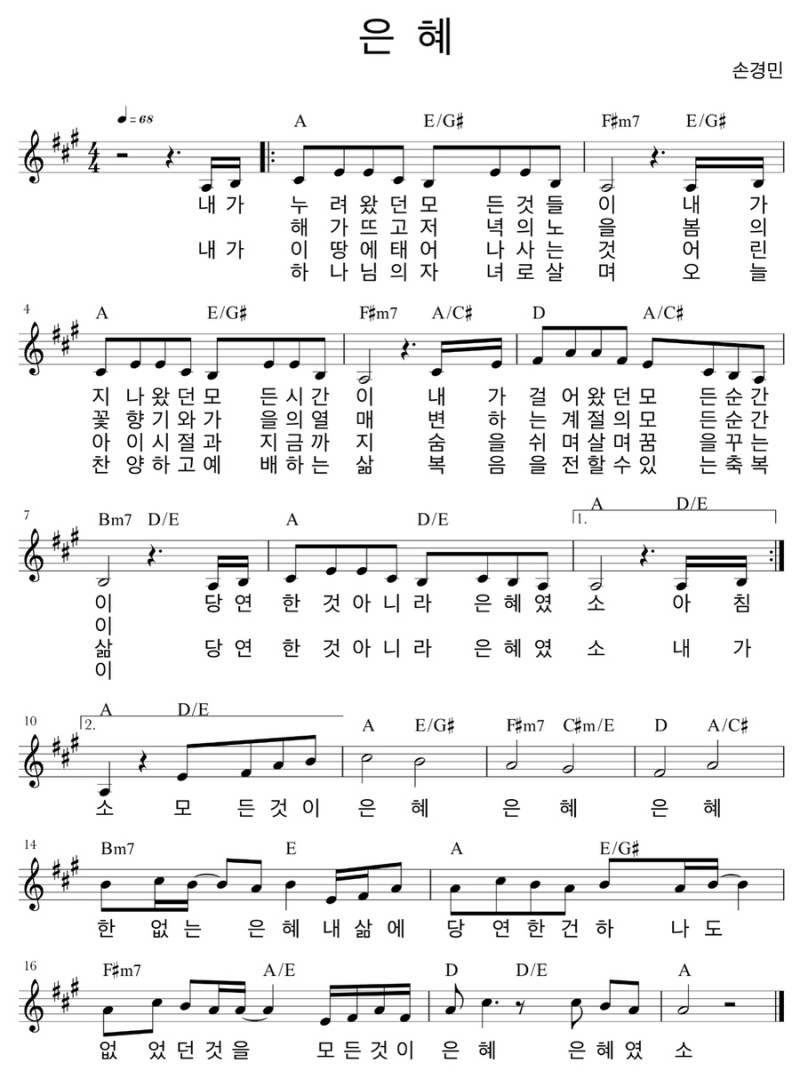 은 혜
손경민
♩ = 68
A E/G# F#m7 E/G#
4
4
내 가 누 려 왔 던 모 든 것 들 이 내 가
해 가 뜨 고 저 녁 의 노 을 봄 의
내 가 이 땅 에 태 어 나 사 는 것 어 린
하 나 님 의 자 녀 로 살 며 오 늘
4
A E/G# F#m7 A/C# D A/C#
지 나 왔 던 모 든 시 간 이 내 가 걸 어 왔 던 모 든 순 간
꽃 향 기 와 가 을 의 열 매 변 하 는 계 절 의 모 든 순 간
아 이 시 절 과 지 금 까 지 숨 을 쉬 며 살 며 꿈 을 꾸 는
찬 양 하 고 예 배 하 는 삶 복 음 을 전 할 수 있 는 축 복
7
Bm7 D/E A D/E A D/E
1.
이 당 연 한 것 아 니 라 은 혜 였 소 아 침
이
삶 당 연 한 것 아 니 라 은 혜 였 소 내 가
이
10
A D/E A E/G# F#m7 C#m/E D A/C#
2.
소 모 든 것 이 은 혜 은 혜 은 혜
14
Bm7 E A E/G#
한 없 는 은 혜 내 삶 에 당 연 한 건 하 나 도
16
F#m7 A/E D D/E A
없 었 던 것 을 모 든 것 이 은 혜 은 혜 였 소